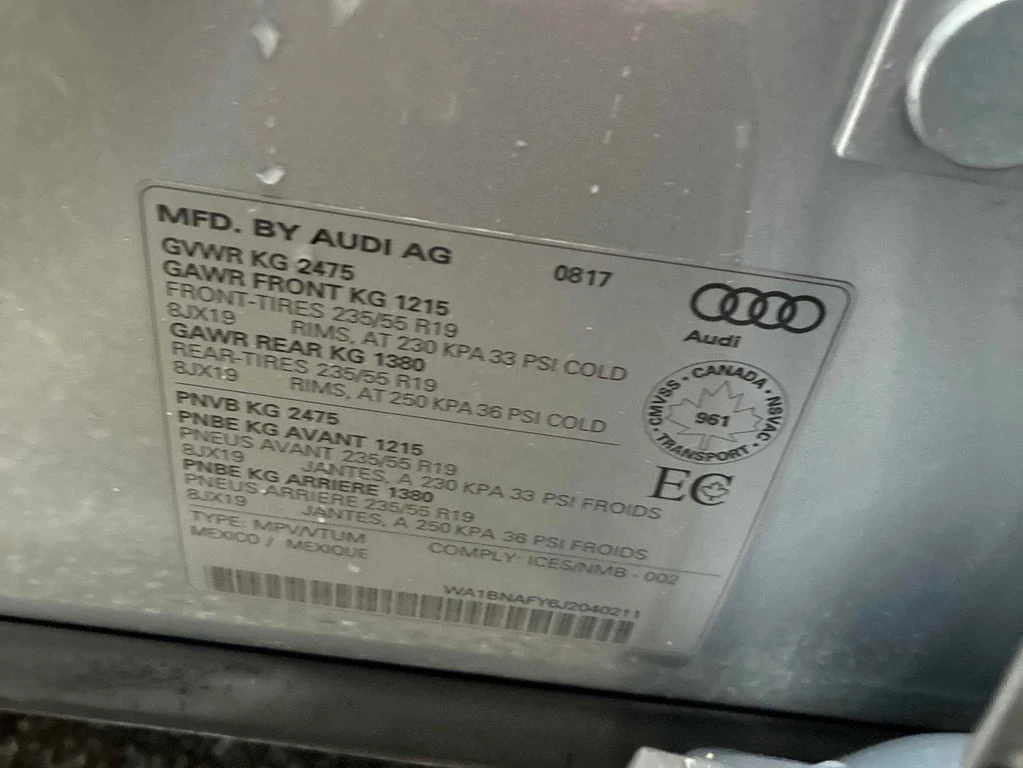 MFD. BY AUDI AG 0817
GVWR KG 2475
GAWR FRONT KG 1215
FRONT-TIRES 235/55 R19
8JX19 RIMS, AT 230 KPA 33 PSI COLD
GAWR REAR KG 1380
REAR-TIRES 235/55 R19
8JX19 RIMS, AT 250 KPA 36 PSI COLD
PNVB KG 2475
PNBE KG AVANT 1215
PNEUS AVANT 235/55 R19
8JX19 JANTES, A 230 KPA 33 PSI FROIDS
PNBE KG ARRIERE 1380
PNEUS ARRIERE 235/55 R19
8JX19 JANTES, A 250 KPA 36 PSI FROIDS
TYPE: MPV/VTUM
MEXICO / MEXIQUE COMPLY: ICES/NMB - 002
WA1BNAFY6J2040211
Audi
CMVSS · CANADA · NSVAC · TRANSPORT
961
EC